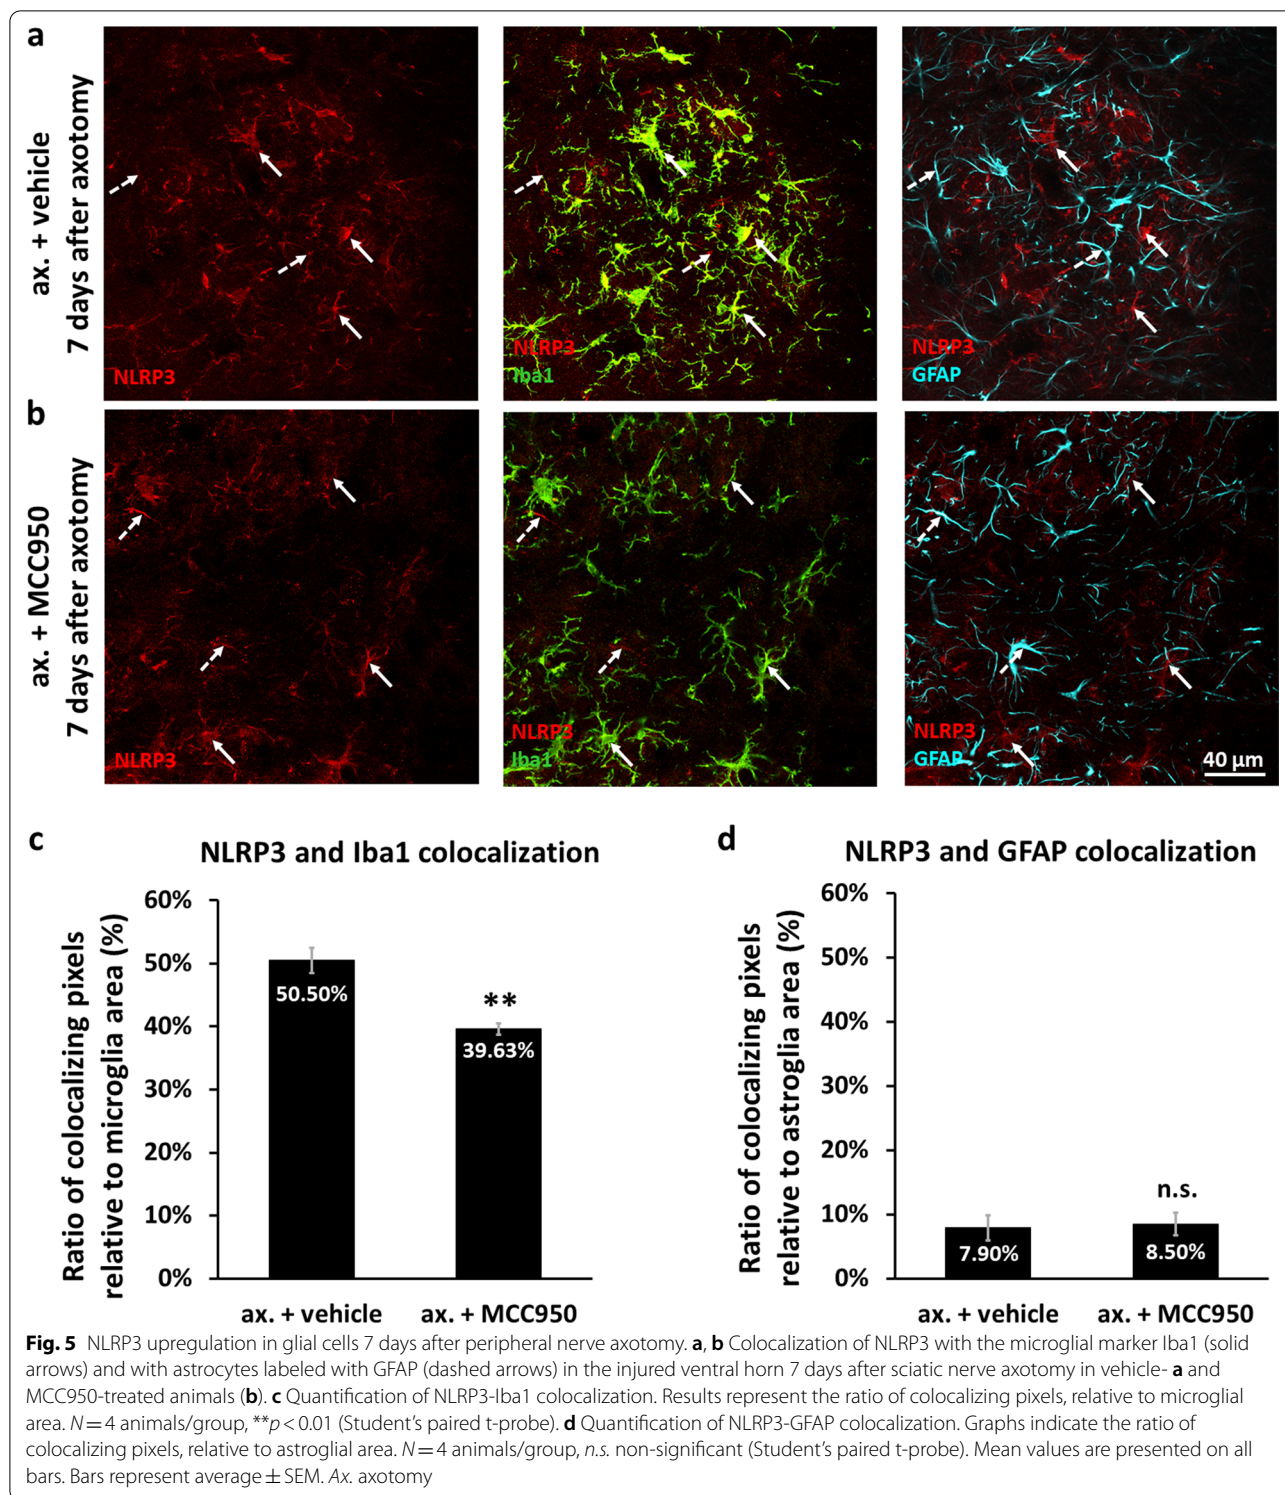 a
ax. + vehicle
7 days after axotomy
NLRP3
NLRP3
Iba1
NLRP3
GFAP
b
ax. + MCC950
7 days after axotomy
NLRP3
NLRP3
Iba1
NLRP3
GFAP
40 µm
c
NLRP3 and Iba1 colocalization
Ratio of colocalizing pixels
relative to microglia area (%)
60%
50%
40%
30%
20%
10%
0%
50.50%
**
39.63%
ax. + vehicle
ax. + MCC950
d
NLRP3 and GFAP colocalization
Ratio of colocalizing pixels
relative to astroglia area (%)
60%
50%
40%
30%
20%
10%
0%
7.90%
n.s.
8.50%
ax. + vehicle
ax. + MCC950
Fig. 5 NLRP3 upregulation in glial cells 7 days after peripheral nerve axotomy. a, b Colocalization of NLRP3 with the microglial marker Iba1 (solid
arrows) and with astrocytes labeled with GFAP (dashed arrows) in the injured ventral horn 7 days after sciatic nerve axotomy in vehicle- a and
MCC950-treated animals (b). c Quantification of NLRP3-Iba1 colocalization. Results represent the ratio of colocalizing pixels, relative to microglial
area. N = 4 animals/group, **p < 0.01 (Student's paired t-probe). d Quantification of NLRP3-GFAP colocalization. Graphs indicate the ratio of
colocalizing pixels, relative to astroglial area. N = 4 animals/group, n.s. non-significant (Student's paired t-probe). Mean values are presented on all
bars. Bars represent average ± SEM. Ax. axotomy